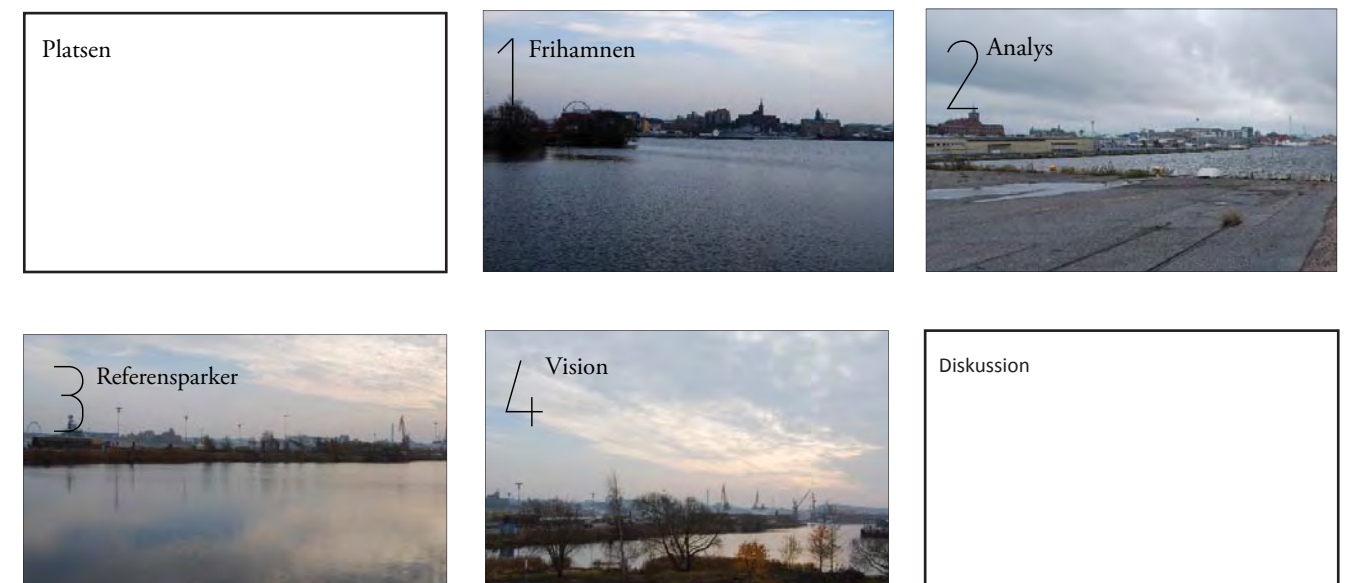 Platsen
1 Frihamnen
2 Analys
3 Referensparker
4 Vision
Diskussion